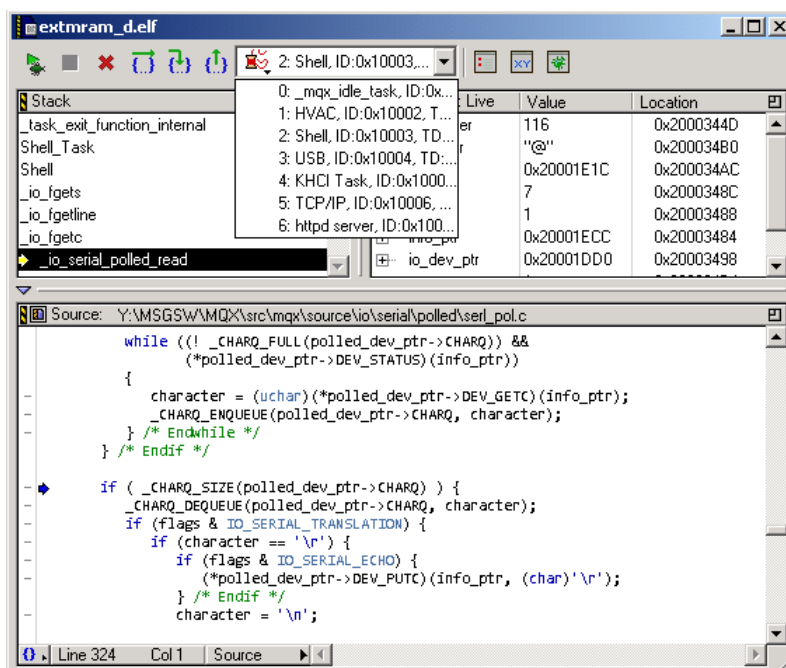 extmram_d.elf
2: Shell, ID:0x10003,...
0: _mqx_idle_task, ID:0x...
1: HVAC, ID:0x10002, T...
2: Shell, ID:0x10003, TD...
3: USB, ID:0x10004, TD:...
4: KHCI Task, ID:0x1000...
5: TCP/IP, ID:0x10006, ...
6: httpd server, ID:0x100...
Stack
_task_exit_function_internal
Shell_Task
Shell
_io_fgets
_io_fgetline
_io_fgetc
_io_serial_polled_read
Live Value Location
116 0x2000344D
"@" 0x200034B0
0x20001E1C 0x200034AC
7 0x2000348C
1 0x20003488
info_ptr 0x20001ECC 0x20003484
io_dev_ptr 0x20001DD0 0x20003498
Source: Y:\MSGSW\MQX\src\mqx\source\io\serial\polled\serl_pol.c
while ((! _CHARQ_FULL(polled_dev_ptr->CHARQ)) &&
(*polled_dev_ptr->DEV_STATUS)(info_ptr))
{
character = (uchar)(*polled_dev_ptr->DEV_GETC)(info_ptr);
_CHARQ_ENQUEUE(polled_dev_ptr->CHARQ, character);
} /* Endwhile */
} /* Endif */
if ( _CHARQ_SIZE(polled_dev_ptr->CHARQ) ) {
_CHARQ_DEQUEUE(polled_dev_ptr->CHARQ, character);
if (flags & IO_SERIAL_TRANSLATION) {
if (character == '\r') {
if (flags & IO_SERIAL_ECHO) {
(*polled_dev_ptr->DEV_PUTC)(info_ptr, (char)'\r');
} /* Endif */
character = '\n';
Line 324 Col 1 Source